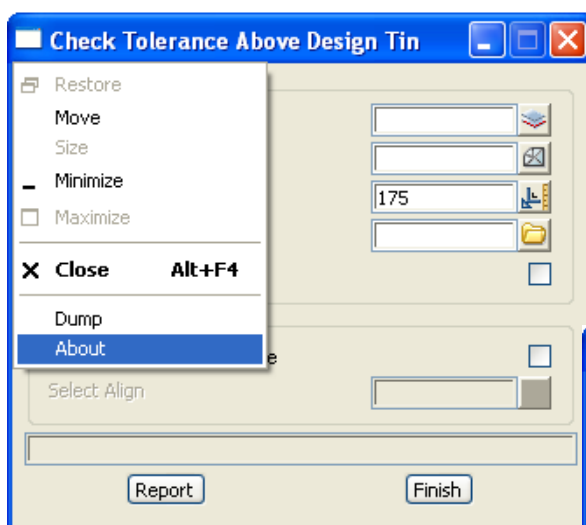 Check Tolerance Above Design Tin
Restore
Move
Size
Minimize
175
Maximize
Close Alt+F4
Dump
About
e
Select Align
Report Finish